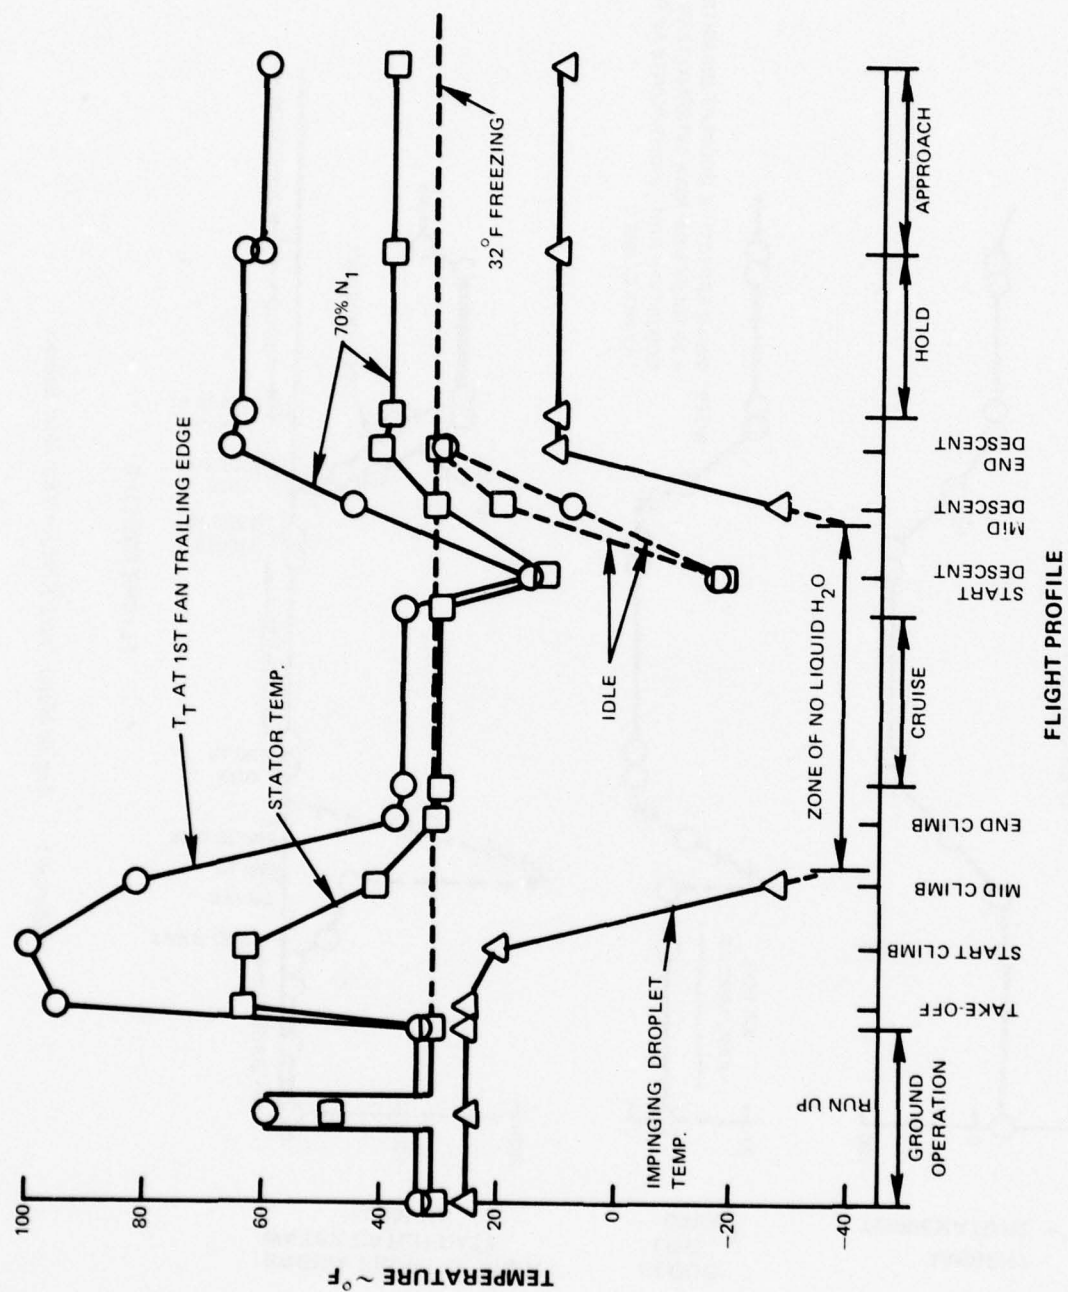 100
80
60
40
20
0
−20
−40
TEMPERATURE ~ °F
T_T AT 1ST FAN TRAILING EDGE
STATOR TEMP.
70% N₁
32°F FREEZING
IDLE
IMPINGING DROPLET
TEMP.
ZONE OF NO LIQUID H₂O
RUN UP
TAKE-OFF
START CLIMB
MID CLIMB
END CLIMB
START
DESCENT
MID
DESCENT
END
DESCENT
GROUND
OPERATION
CRUISE
HOLD
APPROACH
FLIGHT PROFILE